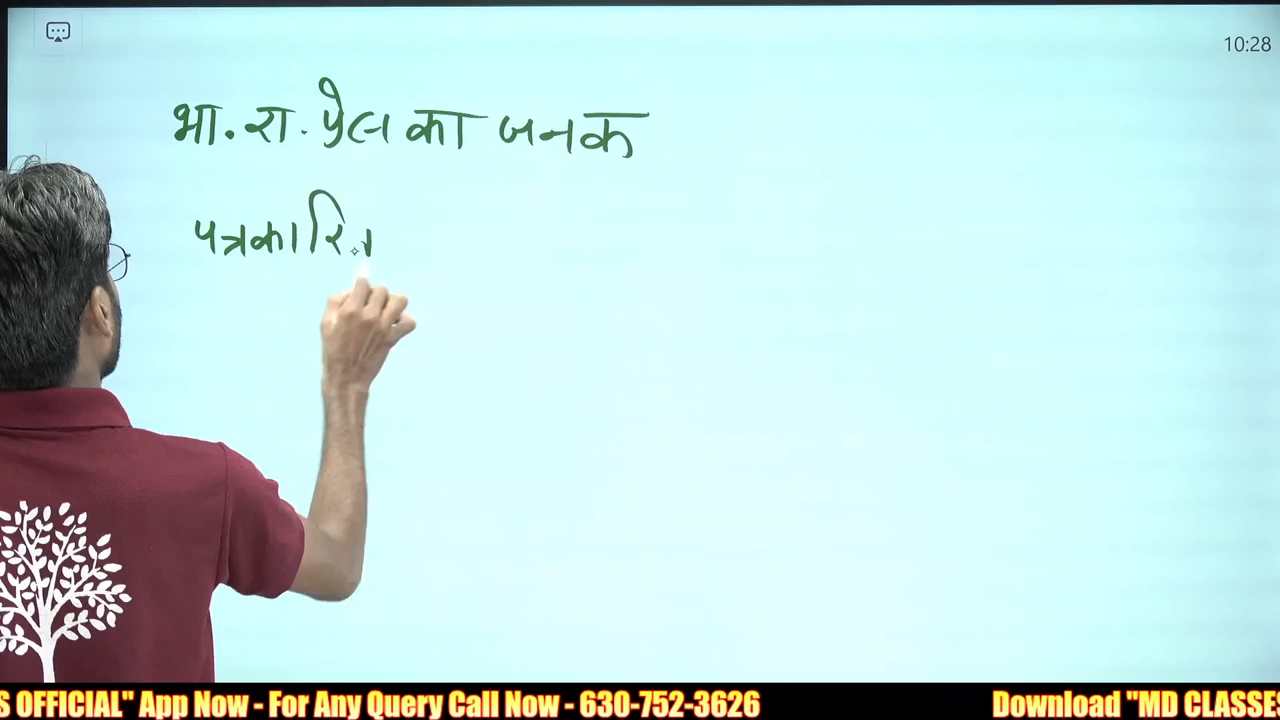 10:28
भा. रा. प्रेस का जनक
पत्रकारि
S OFFICIAL" App Now - For Any Query Call Now - 630-752-3626 Download "MD CLASSES